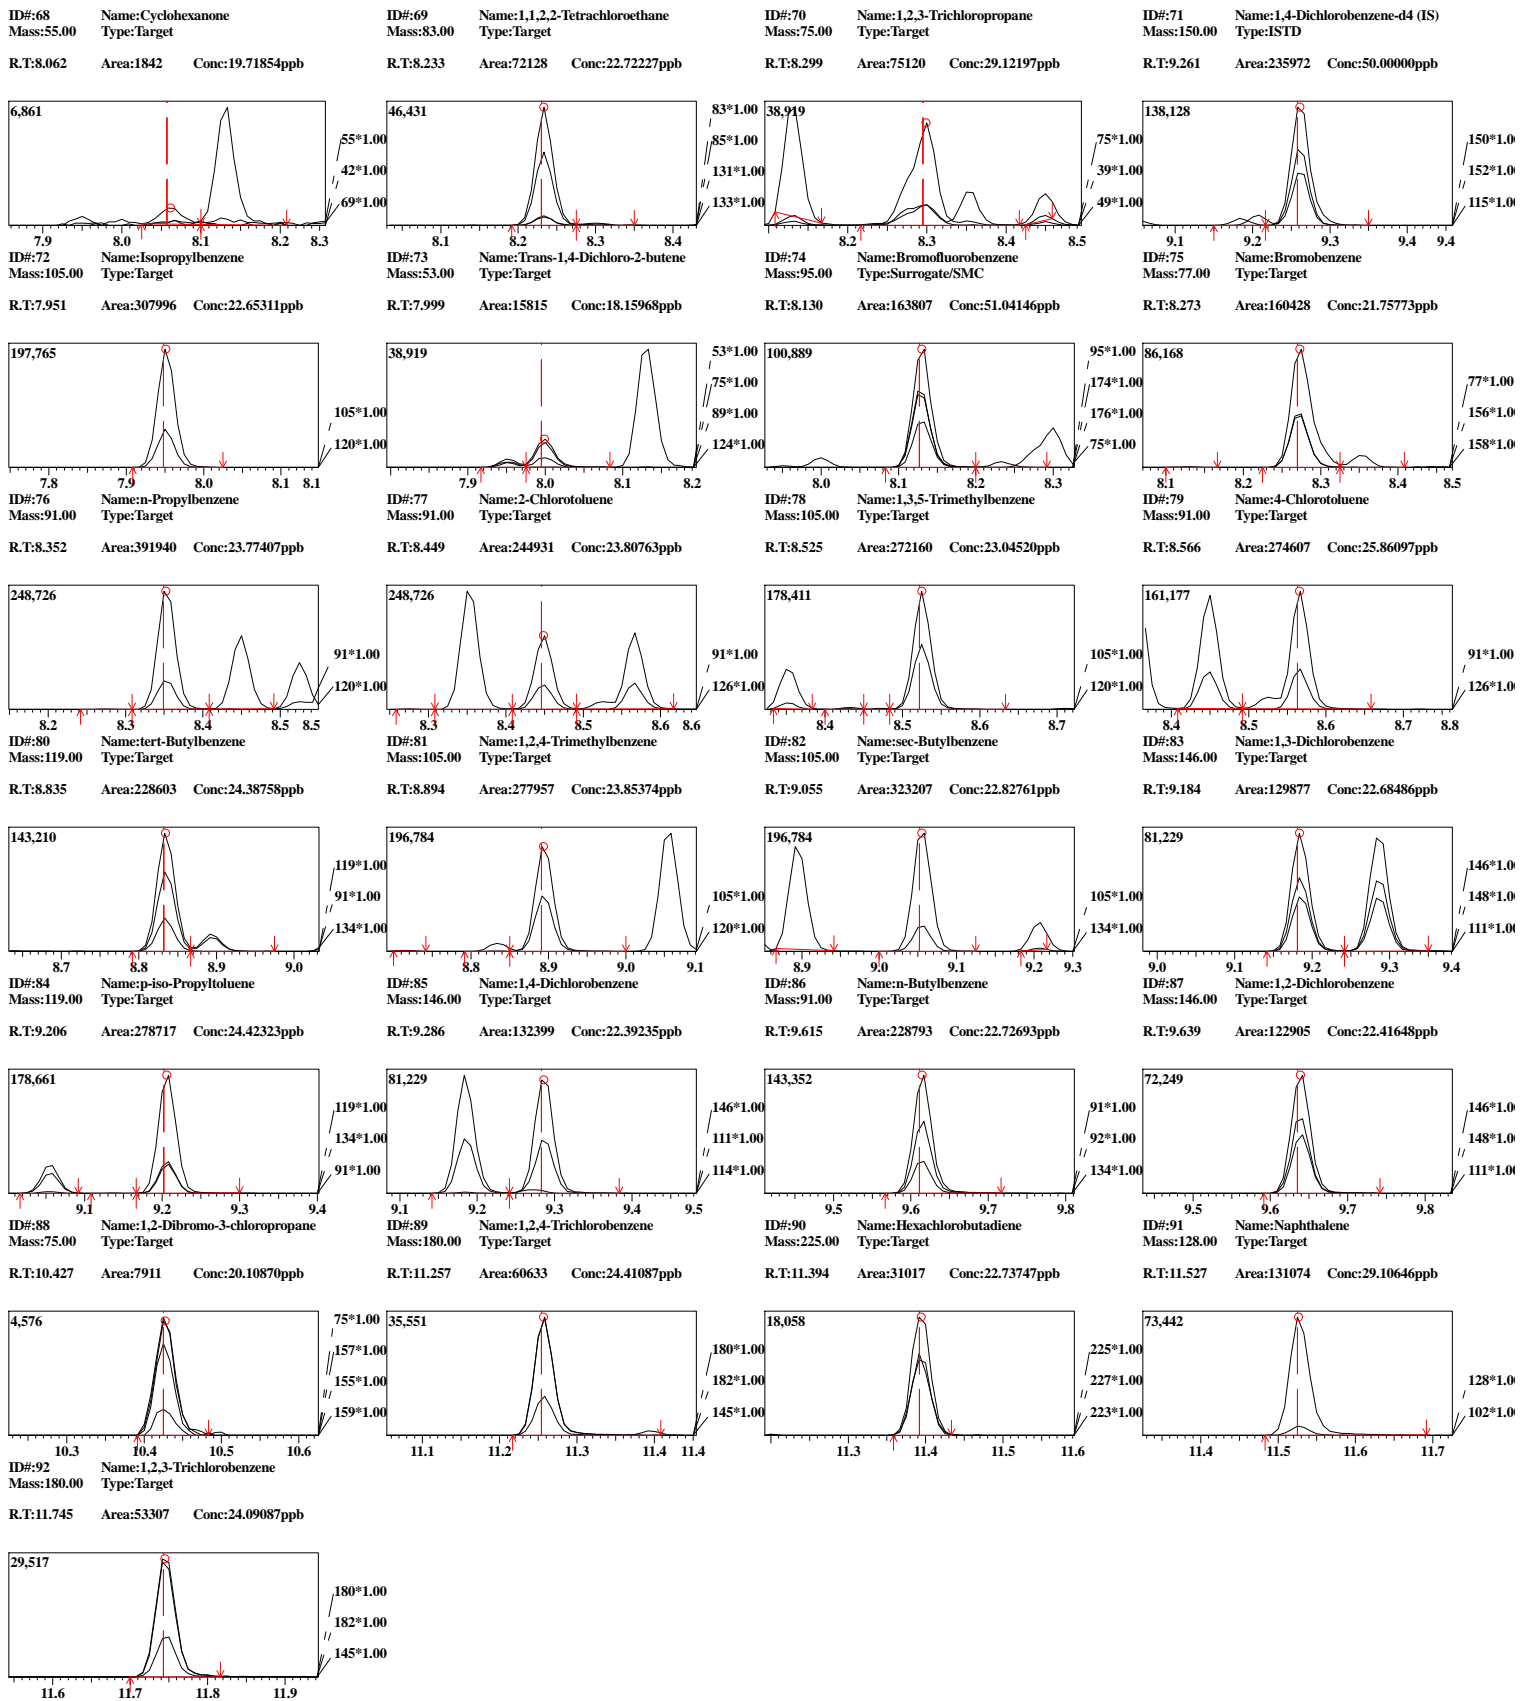 ID#:68 Name:Cyclohexanone
Mass:55.00 Type:Target
R.T:8.062 Area:1842 Conc:19.71854ppb
6,861
55*1.00
42*1.00
69*1.00
7.9 8.0 8.1 8.2 8.3
ID#:69 Name:1,1,2,2-Tetrachloroethane
Mass:83.00 Type:Target
R.T:8.233 Area:72128 Conc:22.72227ppb
46,431
83*1.00
85*1.00
131*1.00
133*1.00
8.1 8.2 8.3 8.4
ID#:70 Name:1,2,3-Trichloropropane
Mass:75.00 Type:Target
R.T:8.299 Area:75120 Conc:29.12197ppb
38,919
75*1.00
39*1.00
49*1.00
8.2 8.3 8.4 8.5
ID#:71 Name:1,4-Dichlorobenzene-d4 (IS)
Mass:150.00 Type:ISTD
R.T:9.261 Area:235972 Conc:50.00000ppb
138,128
150*1.00
152*1.00
115*1.00
9.1 9.2 9.3 9.4 9.4
ID#:72 Name:Isopropylbenzene
Mass:105.00 Type:Target
R.T:7.951 Area:307996 Conc:22.65311ppb
197,765
105*1.00
120*1.00
7.8 7.9 8.0 8.1 8.1
ID#:73 Name:Trans-1,4-Dichloro-2-butene
Mass:53.00 Type:Target
R.T:7.999 Area:15815 Conc:18.15968ppb
38,919
53*1.00
75*1.00
89*1.00
124*1.00
7.9 8.0 8.1 8.2
ID#:74 Name:Bromofluorobenzene
Mass:95.00 Type:Surrogate/SMC
R.T:8.130 Area:163807 Conc:51.04146ppb
100,889
95*1.00
174*1.00
176*1.00
75*1.00
8.0 8.1 8.2 8.3
ID#:75 Name:Bromobenzene
Mass:77.00 Type:Target
R.T:8.273 Area:160428 Conc:21.75773ppb
86,168
77*1.00
156*1.00
158*1.00
8.1 8.2 8.3 8.4 8.5
ID#:76 Name:n-Propylbenzene
Mass:91.00 Type:Target
R.T:8.352 Area:391940 Conc:23.77407ppb
248,726
91*1.00
120*1.00
8.2 8.3 8.4 8.5 8.5
ID#:77 Name:2-Chlorotoluene
Mass:91.00 Type:Target
R.T:8.449 Area:244931 Conc:23.80763ppb
248,726
91*1.00
126*1.00
8.3 8.4 8.5 8.6 8.6
ID#:78 Name:1,3,5-Trimethylbenzene
Mass:105.00 Type:Target
R.T:8.525 Area:272160 Conc:23.04520ppb
178,411
105*1.00
120*1.00
8.4 8.5 8.6 8.7
ID#:79 Name:4-Chlorotoluene
Mass:91.00 Type:Target
R.T:8.566 Area:274607 Conc:25.86097ppb
161,177
91*1.00
126*1.00
8.4 8.5 8.6 8.7 8.8
ID#:80 Name:tert-Butylbenzene
Mass:119.00 Type:Target
R.T:8.835 Area:228603 Conc:24.38758ppb
143,210
119*1.00
91*1.00
134*1.00
8.7 8.8 8.9 9.0
ID#:81 Name:1,2,4-Trimethylbenzene
Mass:105.00 Type:Target
R.T:8.894 Area:277957 Conc:23.85374ppb
196,784
105*1.00
120*1.00
8.8 8.9 9.0 9.1
ID#:82 Name:sec-Butylbenzene
Mass:105.00 Type:Target
R.T:9.055 Area:323207 Conc:22.82761ppb
196,784
105*1.00
134*1.00
8.9 9.0 9.1 9.2 9.3
ID#:83 Name:1,3-Dichlorobenzene
Mass:146.00 Type:Target
R.T:9.184 Area:129877 Conc:22.68486ppb
81,229
146*1.00
148*1.00
111*1.00
9.0 9.1 9.2 9.3 9.4
ID#:84 Name:p-iso-Propyltoluene
Mass:119.00 Type:Target
R.T:9.206 Area:278717 Conc:24.42323ppb
178,661
119*1.00
134*1.00
91*1.00
9.1 9.2 9.3 9.4
ID#:85 Name:1,4-Dichlorobenzene
Mass:146.00 Type:Target
R.T:9.286 Area:132399 Conc:22.39235ppb
81,229
146*1.00
111*1.00
114*1.00
9.1 9.2 9.3 9.4 9.5
ID#:86 Name:n-Butylbenzene
Mass:91.00 Type:Target
R.T:9.615 Area:228793 Conc:22.72693ppb
143,352
91*1.00
92*1.00
134*1.00
9.5 9.6 9.7 9.8
ID#:87 Name:1,2-Dichlorobenzene
Mass:146.00 Type:Target
R.T:9.639 Area:122905 Conc:22.41648ppb
72,249
146*1.00
148*1.00
111*1.00
9.5 9.6 9.7 9.8
ID#:88 Name:1,2-Dibromo-3-chloropropane
Mass:75.00 Type:Target
R.T:10.427 Area:7911 Conc:20.10870ppb
4,576
75*1.00
157*1.00
155*1.00
159*1.00
10.3 10.4 10.5 10.6
ID#:89 Name:1,2,4-Trichlorobenzene
Mass:180.00 Type:Target
R.T:11.257 Area:60633 Conc:24.41087ppb
35,551
180*1.00
182*1.00
145*1.00
11.1 11.2 11.3 11.4 11.4
ID#:90 Name:Hexachlorobutadiene
Mass:225.00 Type:Target
R.T:11.394 Area:31017 Conc:22.73747ppb
18,058
225*1.00
227*1.00
223*1.00
11.3 11.4 11.5 11.6
ID#:91 Name:Naphthalene
Mass:128.00 Type:Target
R.T:11.527 Area:131074 Conc:29.10646ppb
73,442
128*1.00
102*1.00
11.4 11.5 11.6 11.7
ID#:92 Name:1,2,3-Trichlorobenzene
Mass:180.00 Type:Target
R.T:11.745 Area:53307 Conc:24.09087ppb
29,517
180*1.00
182*1.00
145*1.00
11.6 11.7 11.8 11.9